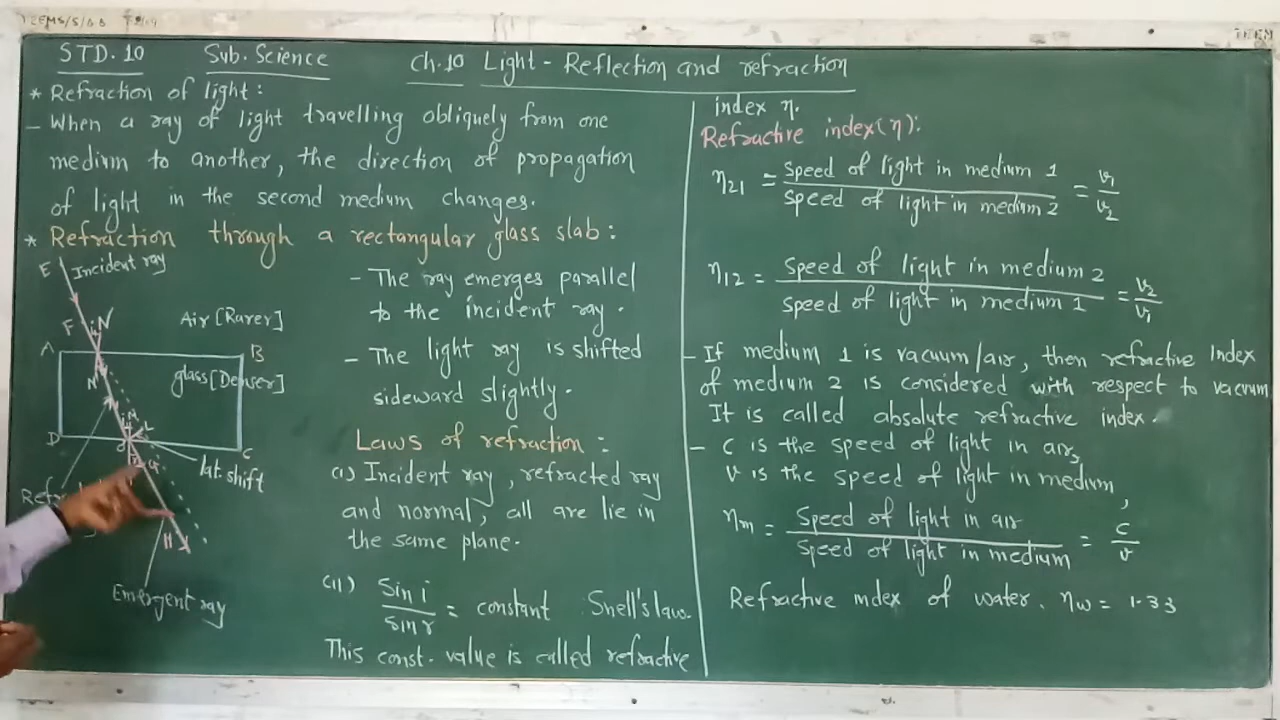 STD. 10 Sub. Science Ch. 10 Light - Reflection and refraction
* Refraction of light :
- When a ray of light travelling obliquely from one
medium to another, the direction of propagation
of light in the second medium changes.
* Refraction through a rectangular glass slab :
E Incident ray
F N
Air [Rarer]
A B
glass [Denser]
N
M
L
D C
lat. shift
H
Emergent ray
- The ray emerges parallel
to the incident ray.
- The light ray is shifted
sideward slightly.
Laws of refraction :
(i) Incident ray, refracted ray
and normal, all are lie in
the same plane.
(ii) Sin i / sin r = constant Snell's law.
This const. value is called refractive
index η.
Refractive index (η):
η21 = speed of light in medium 1 / speed of light in medium 2 = v1 / v2
η12 = speed of light in medium 2 / speed of light in medium 1 = v2 / v1
- If medium 1 is vacuum/air, then refractive Index
of medium 2 is considered with respect to vacuum
It is called absolute refractive index.
- c is the speed of light in air,
v is the speed of light in medium,
ηm = Speed of light in air / Speed of light in medium = c / v
Refractive index of water. ηw = 1.33